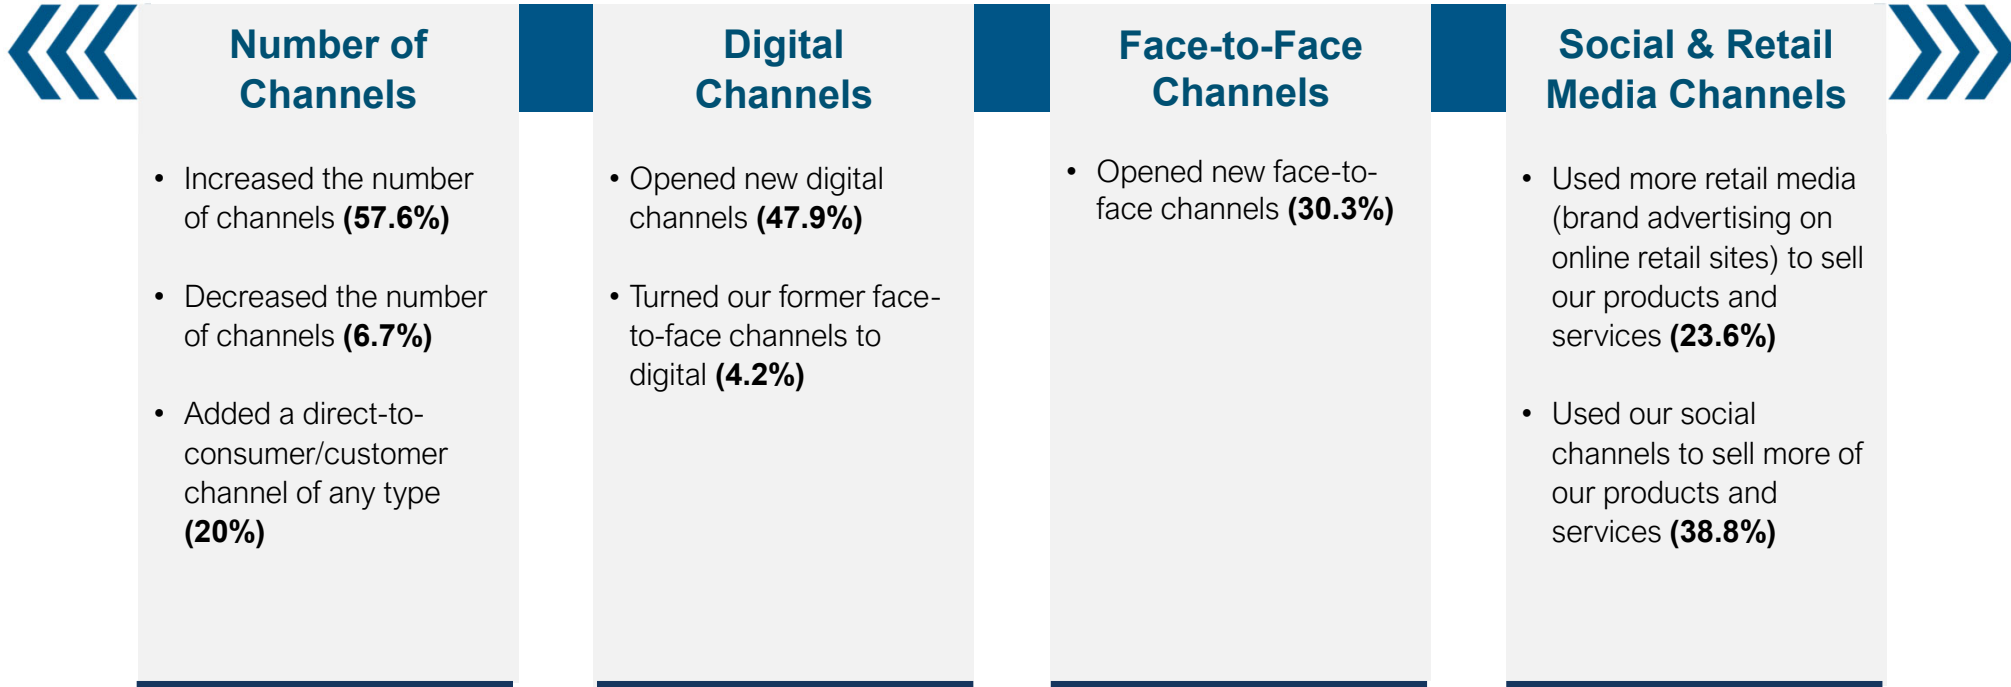 Number of
Channels
• Increased the number
of channels (57.6%)
• Decreased the number
of channels (6.7%)
• Added a direct-to-
consumer/customer
channel of any type
(20%)
Digital
Channels
• Opened new digital
channels (47.9%)
• Turned our former face-
to-face channels to
digital (4.2%)
Face-to-Face
Channels
• Opened new face-to-
face channels (30.3%)
Social & Retail
Media Channels
• Used more retail media
(brand advertising on
online retail sites) to sell
our products and
services (23.6%)
• Used our social
channels to sell more of
our products and
services (38.8%)